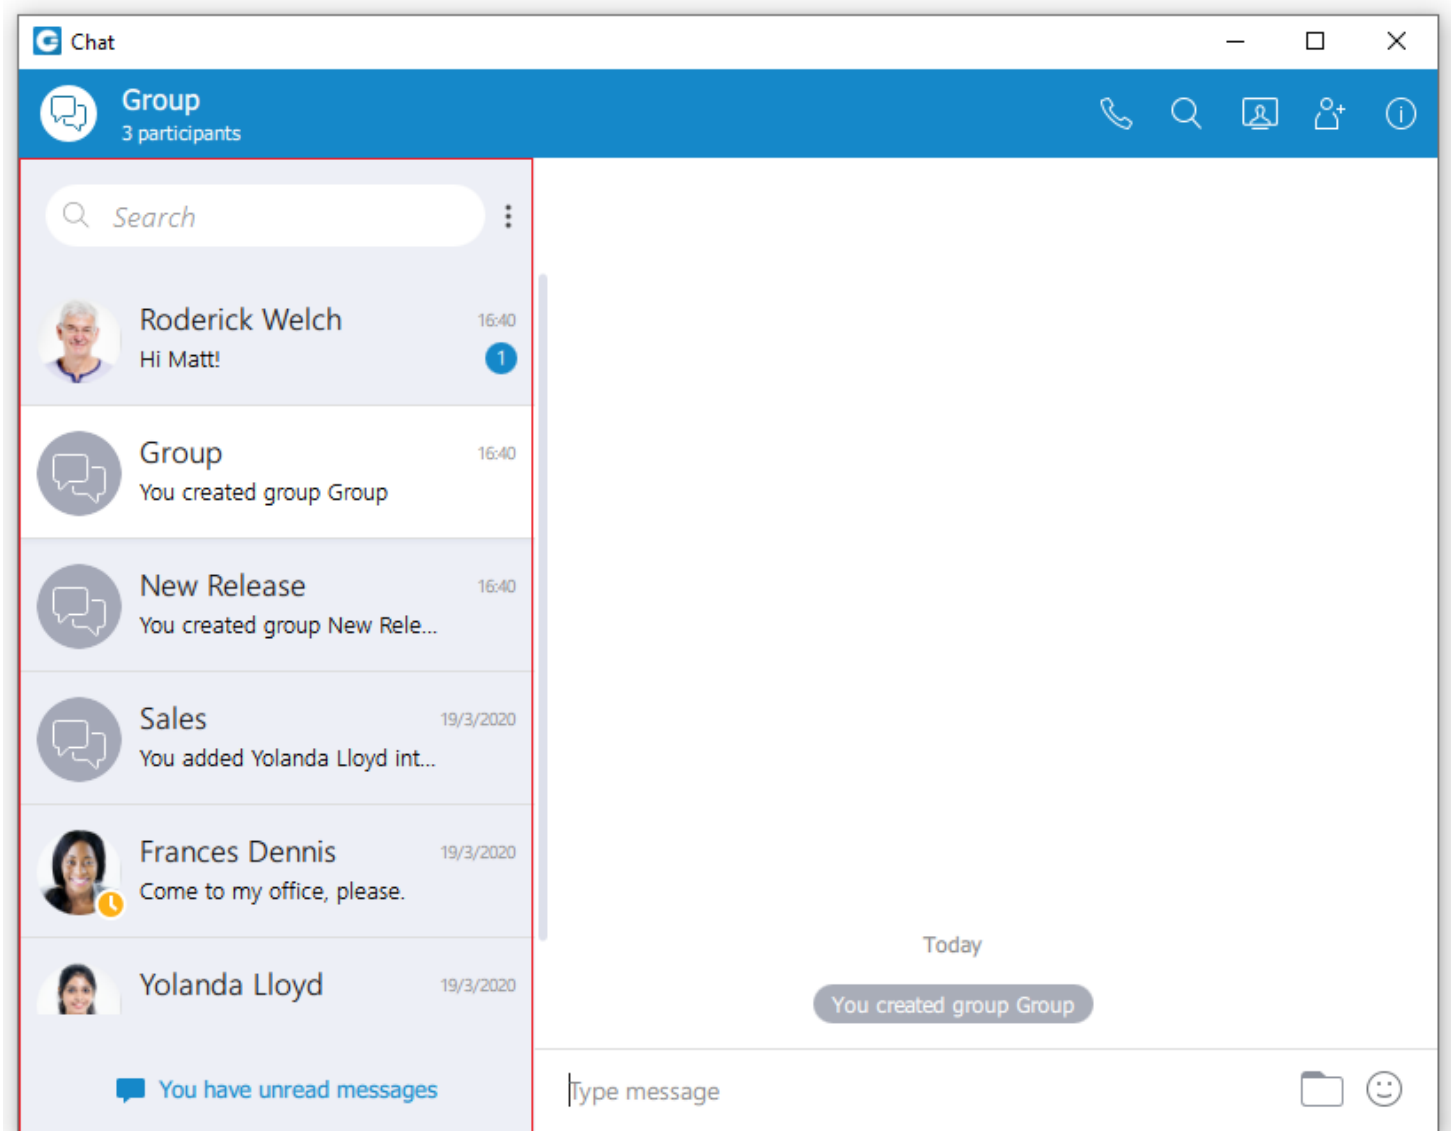 Chat
Group
3 participants
Search
Roderick Welch
16:40
Hi Matt!
1
Group
16:40
You created group Group
New Release
16:40
You created group New Rele...
Sales
19/3/2020
You added Yolanda Lloyd int...
Frances Dennis
19/3/2020
Come to my office, please.
Yolanda Lloyd
19/3/2020
You have unread messages
Today
You created group Group
Type message